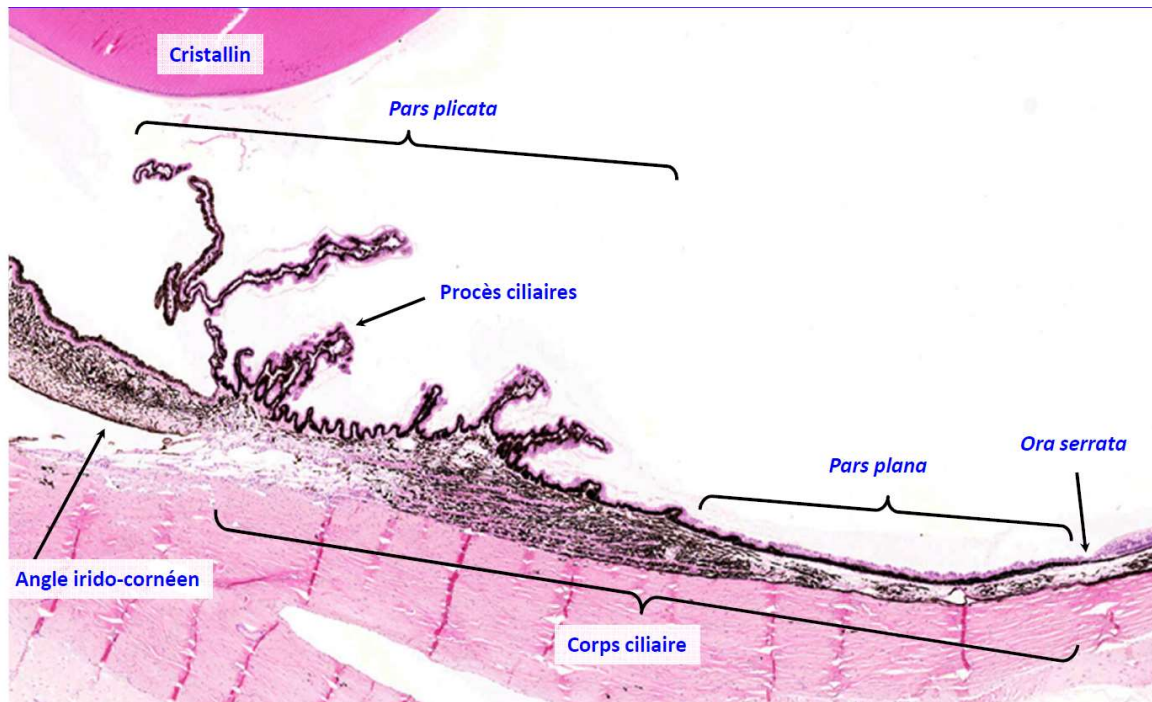 Cristallin
Pars plicata
Procès ciliaires
Ora serrata
Pars plana
Angle irido-cornéen
Corps ciliaire